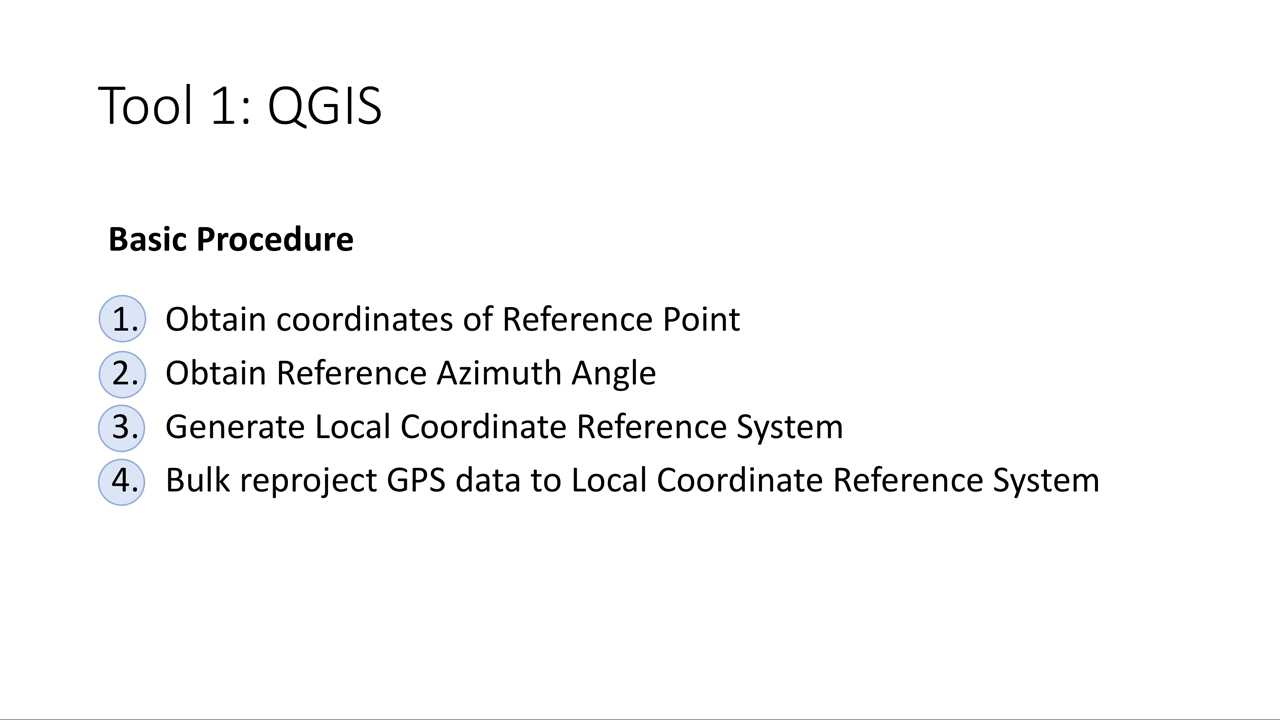 Tool 1: QGIS
Basic Procedure
1. Obtain coordinates of Reference Point
2. Obtain Reference Azimuth Angle
3. Generate Local Coordinate Reference System
4. Bulk reproject GPS data to Local Coordinate Reference System